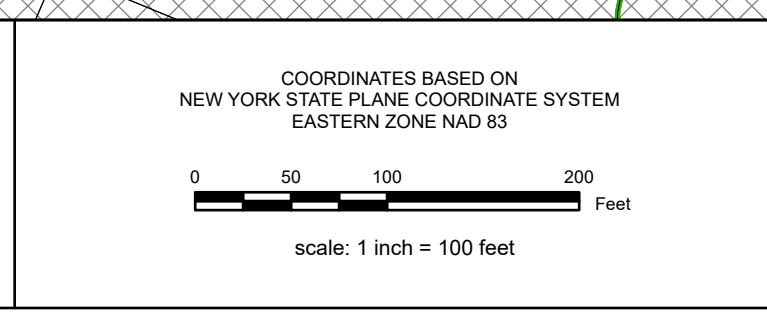 COORDINATES BASED ON
NEW YORK STATE PLANE COORDINATE SYSTEM
EASTERN ZONE NAD 83
0 50 100 200
Feet
scale: 1 inch = 100 feet